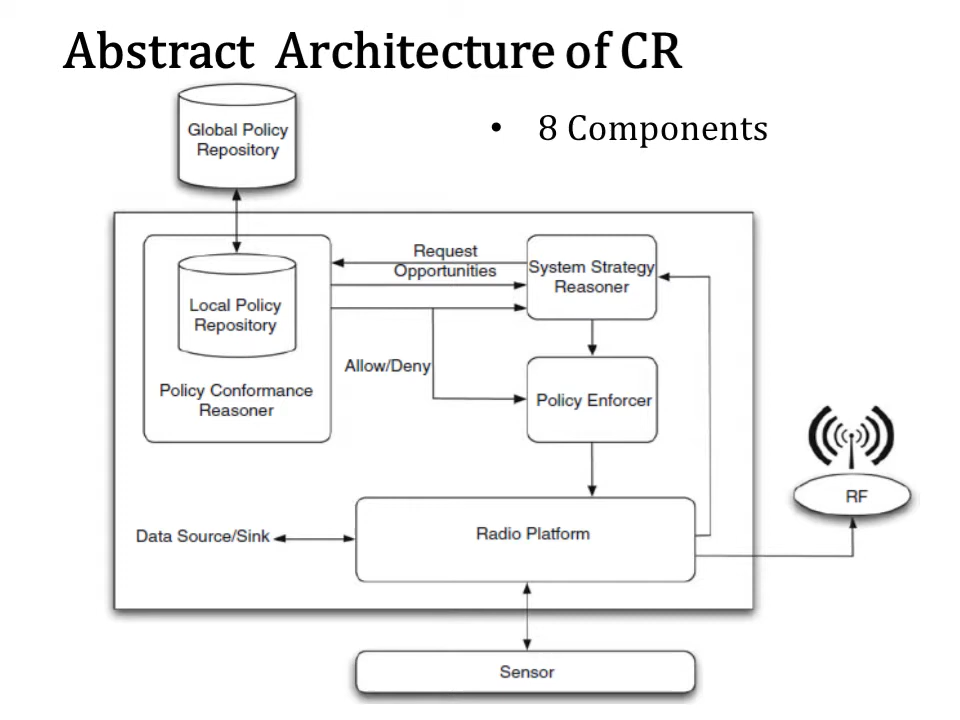 Abstract Architecture of CR
• 8 Components
Global Policy
Repository
Request
Opportunities
System Strategy
Reasoner
Local Policy
Repository
Allow/Deny
Policy Conformance
Reasoner
Policy Enforcer
RF
Data Source/Sink
Radio Platform
Sensor